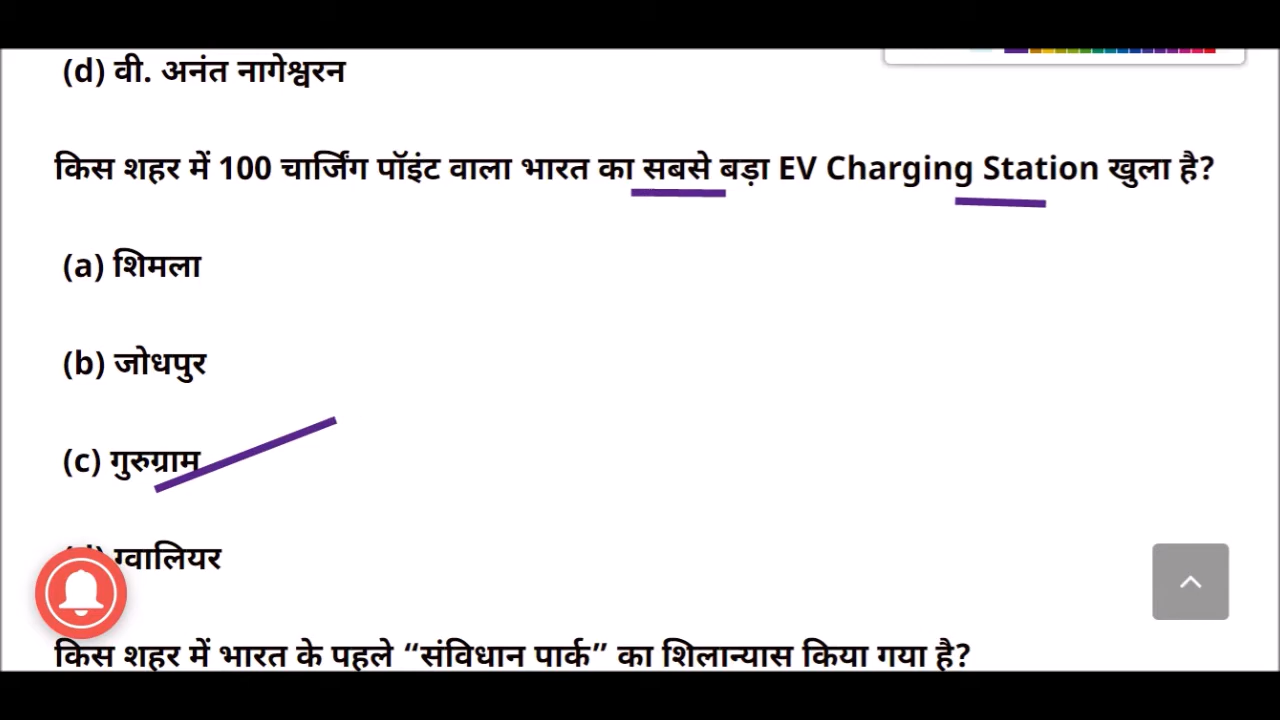 (d) वी. अनंत नागेश्वरन
किस शहर में 100 चार्जिंग पॉइंट वाला भारत का सबसे बड़ा EV Charging Station खुला है?
(a) शिमला
(b) जोधपुर
(c) गुरुग्राम
(d) ग्वालियर
किस शहर में भारत के पहले “संविधान पार्क” का शिलान्यास किया गया है?